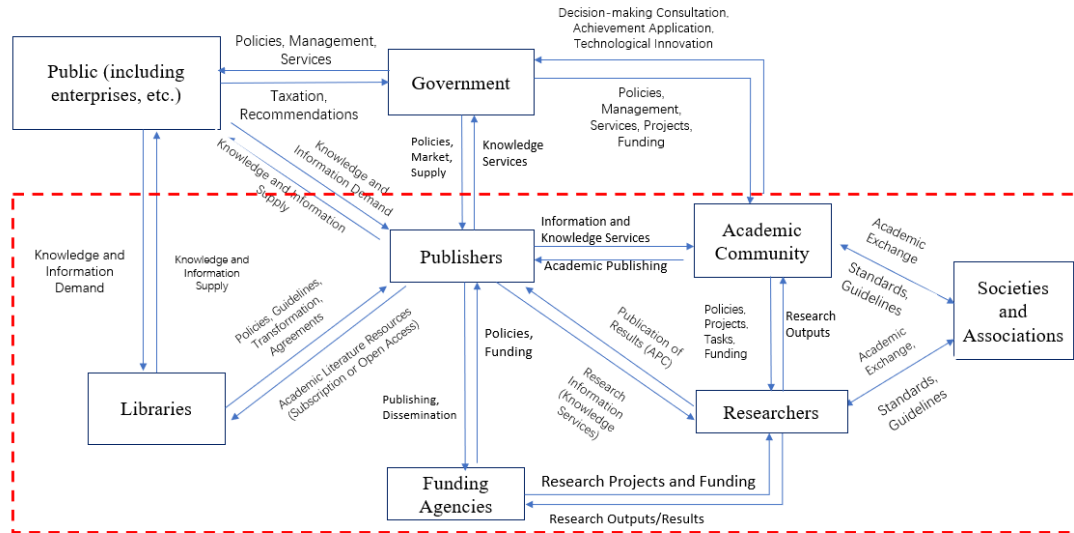 Decision-making Consultation,
Achievement Application,
Technological Innovation
Policies, Management,
Services
Public (including
enterprises, etc.)
Government
Taxation,
Recommendations
Policies,
Management,
Services, Projects,
Funding
Policies,
Market,
Supply
Knowledge
Services
Knowledge and
Information Demand
Knowledge and Information
Supply
Knowledge and
Information
Demand
Knowledge and
Information
Supply
Publishers
Information and
Knowledge Services
Academic Publishing
Academic
Community
Academic
Exchange
Standards,
Guidelines
Societies
and
Associations
Policies, Guidelines,
Transformation,
Agreements
Academic Literature Resources
(Subscription or Open Access)
Policies,
Funding
Publishing,
Dissemination
Publication of
Results (APC)
Research
Information
(Knowledge
Services)
Policies,
Projects,
Tasks,
Funding
Research
Outputs
Academic
Exchange,
Standards,
Guidelines
Libraries
Researchers
Funding
Agencies
Research Projects and Funding
Research Outputs/Results